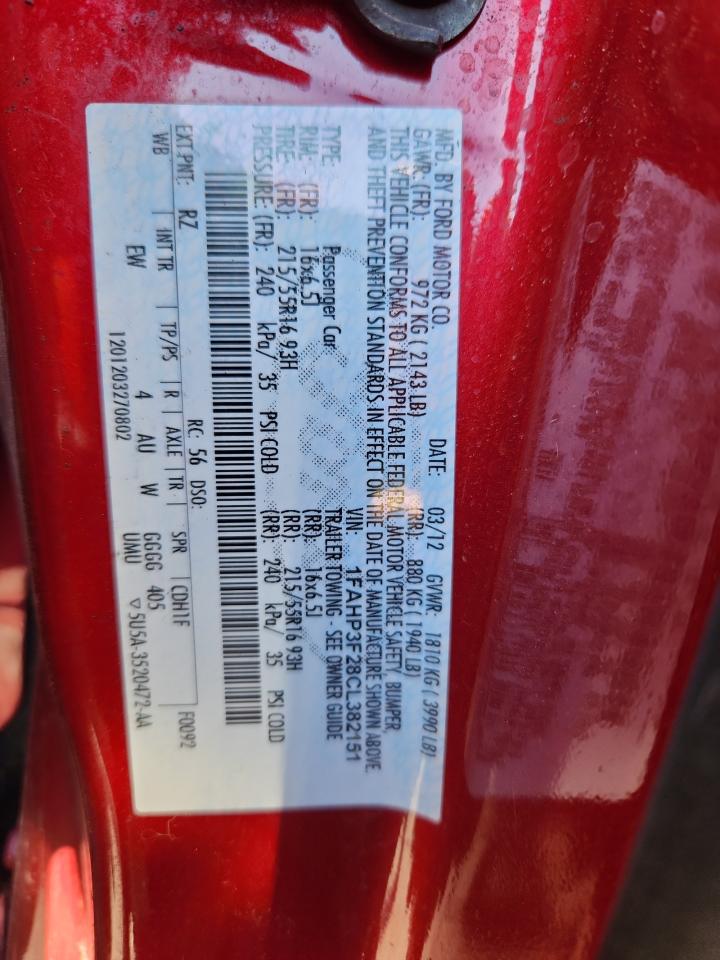 MFD. BY FORD MOTOR CO. DATE: 03/12 GVWR: 1810 KG ( 3990 LB)
GAWR: (FR): 972 KG ( 2143 LB) (RR): 880 KG ( 1940 LB)
THIS VEHICLE CONFORMS TO ALL APPLICABLE FEDERAL MOTOR VEHICLE SAFETY, BUMPER,
AND THEFT PREVENTION STANDARDS IN EFFECT ON THE DATE OF MANUFACTURE SHOWN ABOVE.
VIN: 1FAHP3F28CL382151
TYPE: Passenger Car TRAILER TOWING - SEE OWNER GUIDE
RIM: (FR): 16x6.5J (RR): 16x6.5J
TIRE: (FR): 215/55R16 93H (RR): 215/55R16 93H
PRESSURE: (FR): 240 kPa/ 35 PSI COLD (RR): 240 kPa/ 35 PSI COLD
EXT PNT: RZ RC: 56 DSO: F0092
WB INT TR TP/PS R AXLE TR SPR CDH1F
EW 4 AU W GGGG 405
UMU
1201203270802 ▽5U5A-3520472-AA